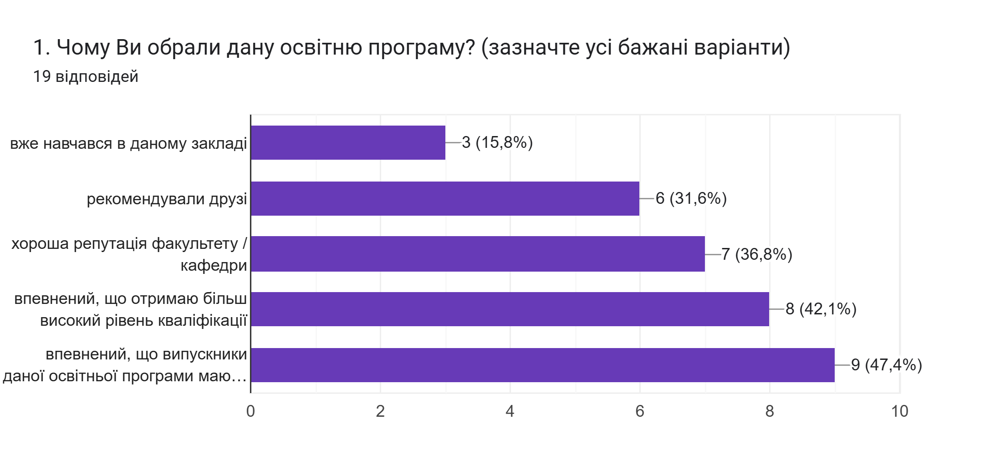 1. Чому Ви обрали дану освітню програму? (зазначте усі бажані варіанти)
19 відповідей
вже навчався в даному закладі
3 (15,8%)
рекомендували друзі
6 (31,6%)
хороша репутація факультету /
кафедри
7 (36,8%)
впевнений, що отримаю більш
високий рівень кваліфікації
8 (42,1%)
впевнений, що випускники
даної освітньої програми маю…
9 (47,4%)
0 2 4 6 8 10